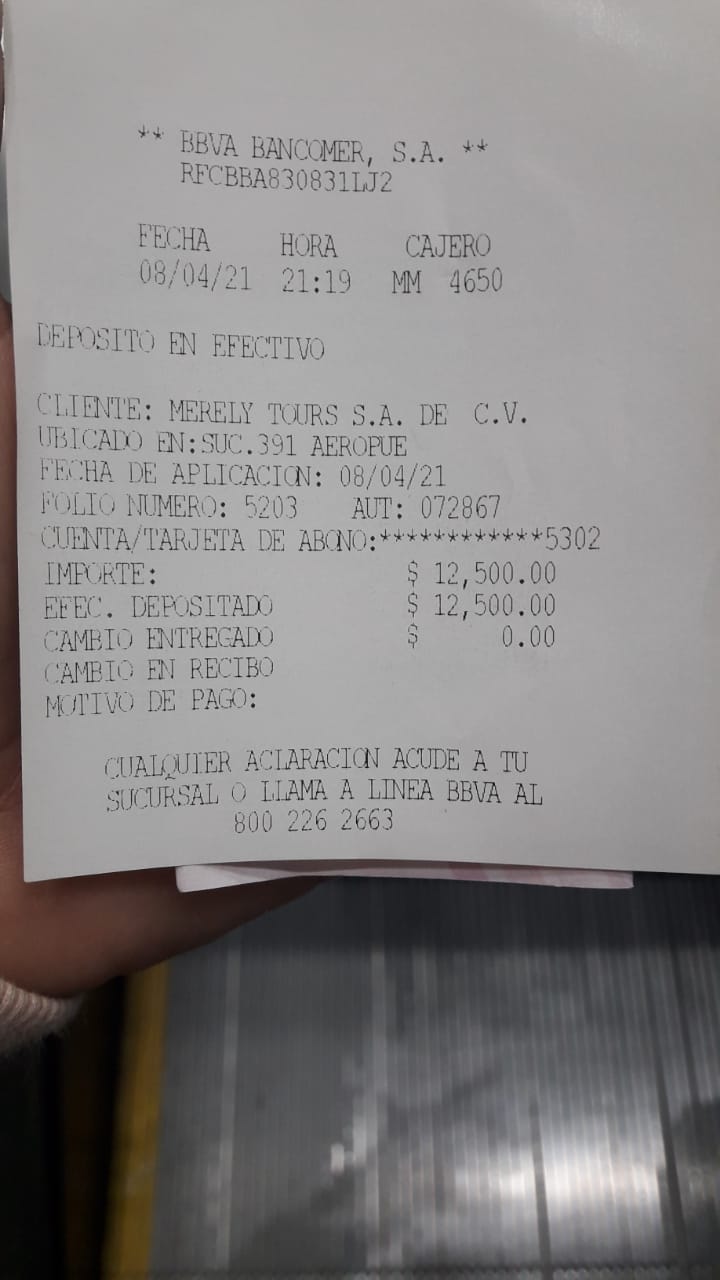 ** BBVA BANCOMER, S.A. **
RFCBBA830831LJ2
FECHA HORA CAJERO
08/04/21 21:19 MM 4650
DEPOSITO EN EFECTIVO
CLIENTE: MERELY TOURS S.A. DE C.V.
UBICADO EN:SUC.391 AEROPUE
FECHA DE APLICACION: 08/04/21
FOLIO NUMERO: 5203 AUT: 072867
CUENTA/TARJETA DE ABONO:************5302
IMPORTE: $ 12,500.00
EFEC. DEPOSITADO $ 12,500.00
CAMBIO ENTREGADO $ 0.00
CAMBIO EN RECIBO
MOTIVO DE PAGO:
CUALQUIER ACLARACION ACUDE A TU
SUCURSAL O LLAMA A LINEA BBVA AL
800 226 2663